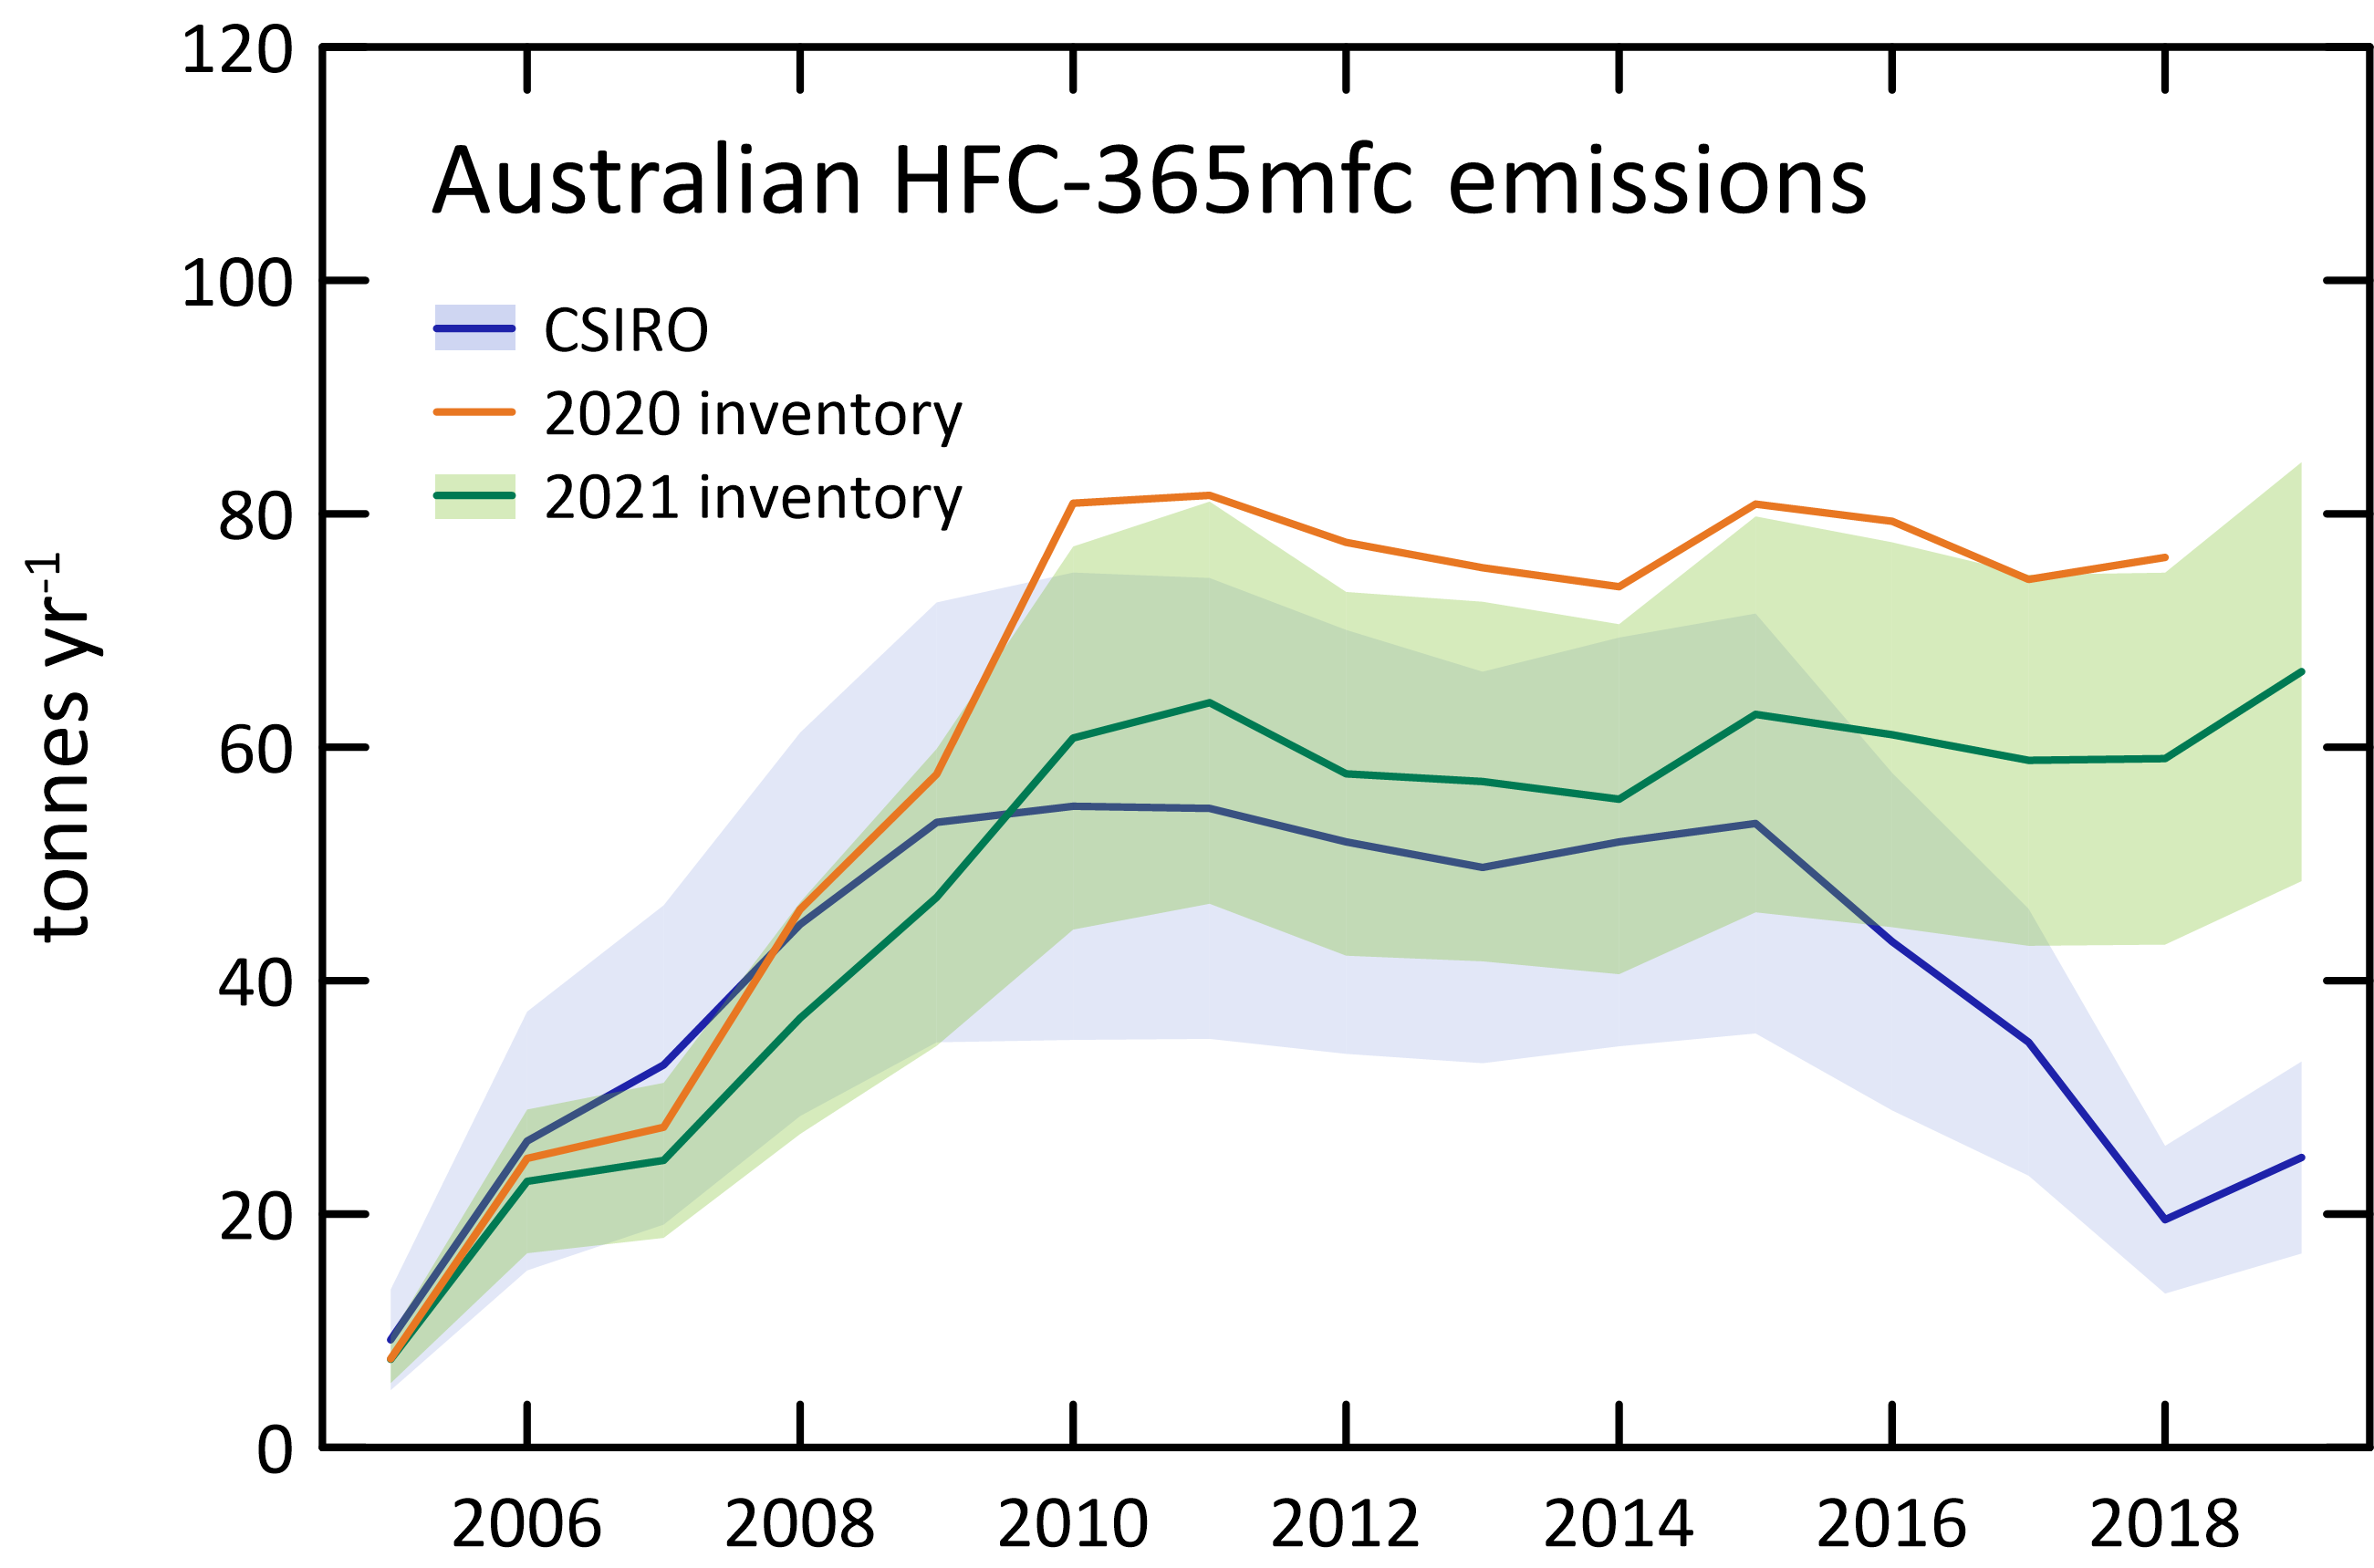 120
Australian HFC-365mfc emissions
100
CSIRO
2020 inventory
2021 inventory
80
60
40
20
0
tonnes yr⁻¹
2006 2008 2010 2012 2014 2016 2018